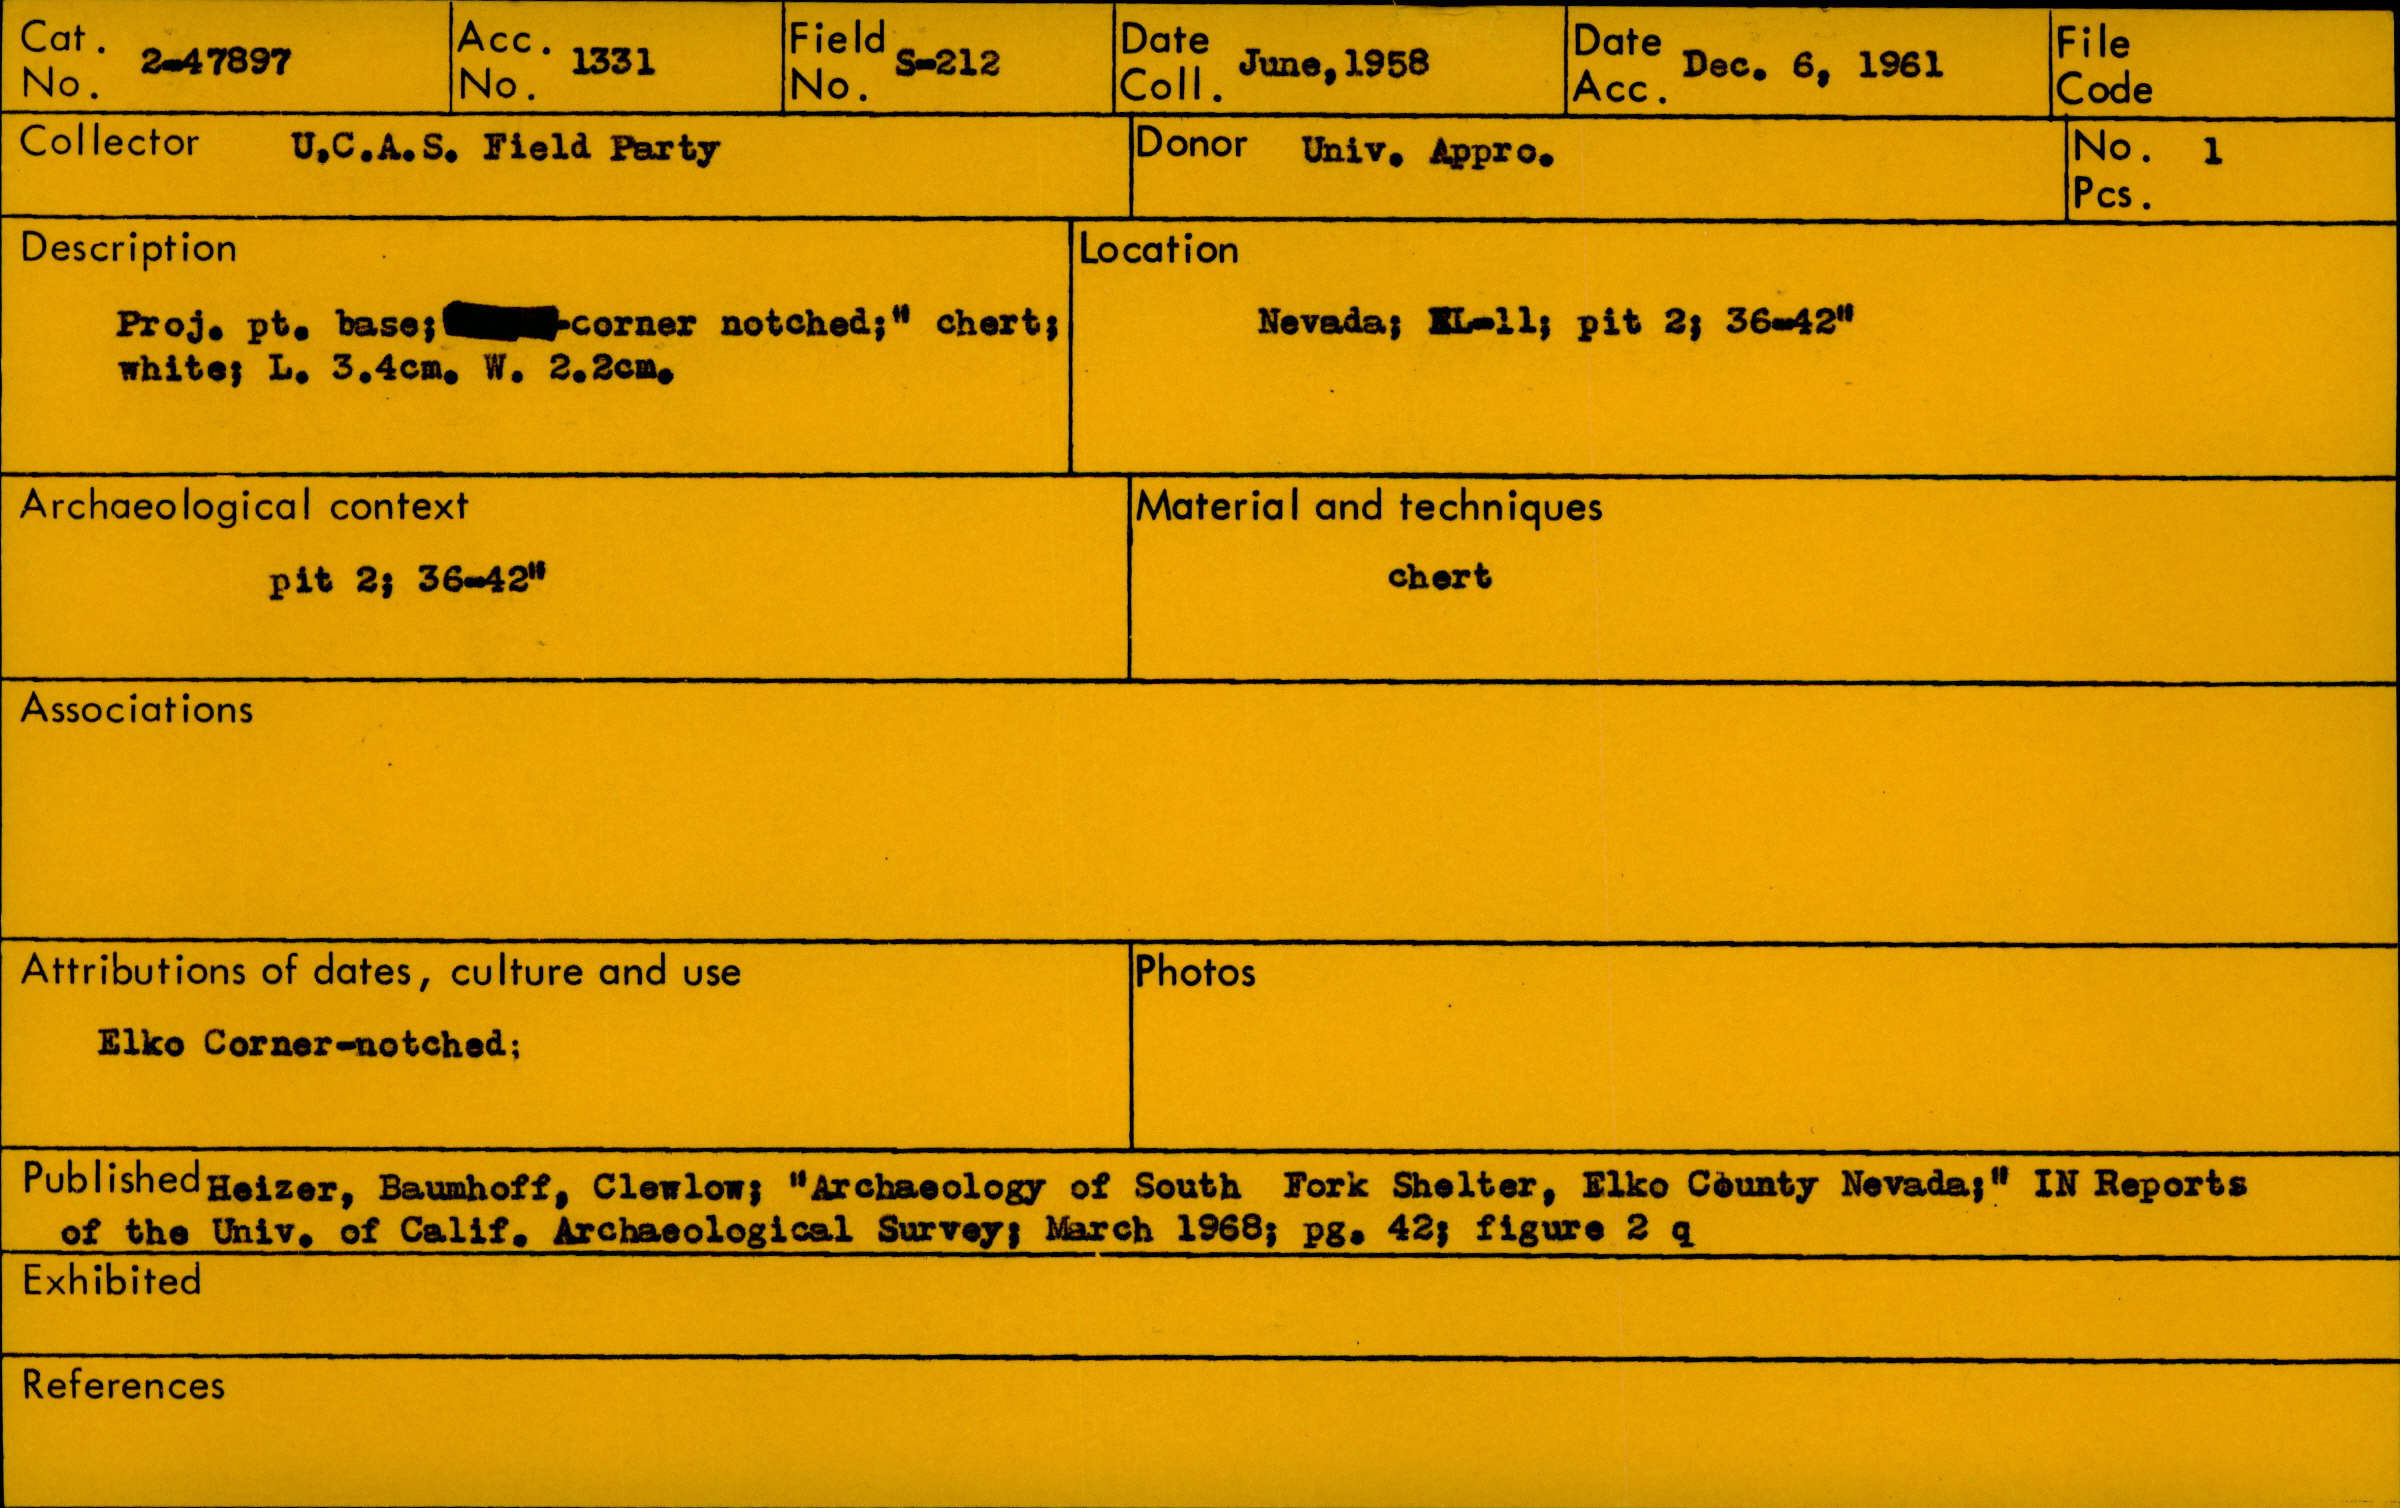 Cat. No. 2-47897
Acc. No. 1331
Field No. S-212
Date Coll. June,1958
Date Acc. Dec. 6, 1961
File Code
Collector U.C.A.S. Field Party
Donor Univ. Appro.
No. Pcs. 1
Description
Proj. pt. base; -corner notched;" chert;
white; L. 3.4cm. W. 2.2cm.
Location
Nevada; EL-11; pit 2; 36-42"
Archaeological context
pit 2; 36-42"
Material and techniques
chert
Associations
Attributions of dates, culture and use
Elko Corner-notched;
Photos
Published Heizer, Baumhoff, Clewlow; "Archaeology of South Fork Shelter, Elko County Nevada;" IN Reports
of the Univ. of Calif. Archaeological Survey; March 1968; pg. 42; figure 2 q
Exhibited
References